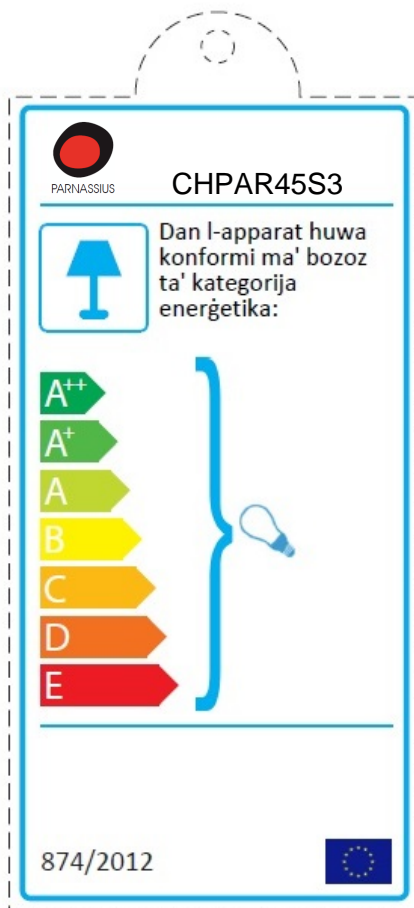 PARNASSIUS
CHPAR45S3
Dan l-apparat huwa
konformi ma' bozoz
ta' kategorija
enerġetika:
A++
A+
A
B
C
D
E
874/2012